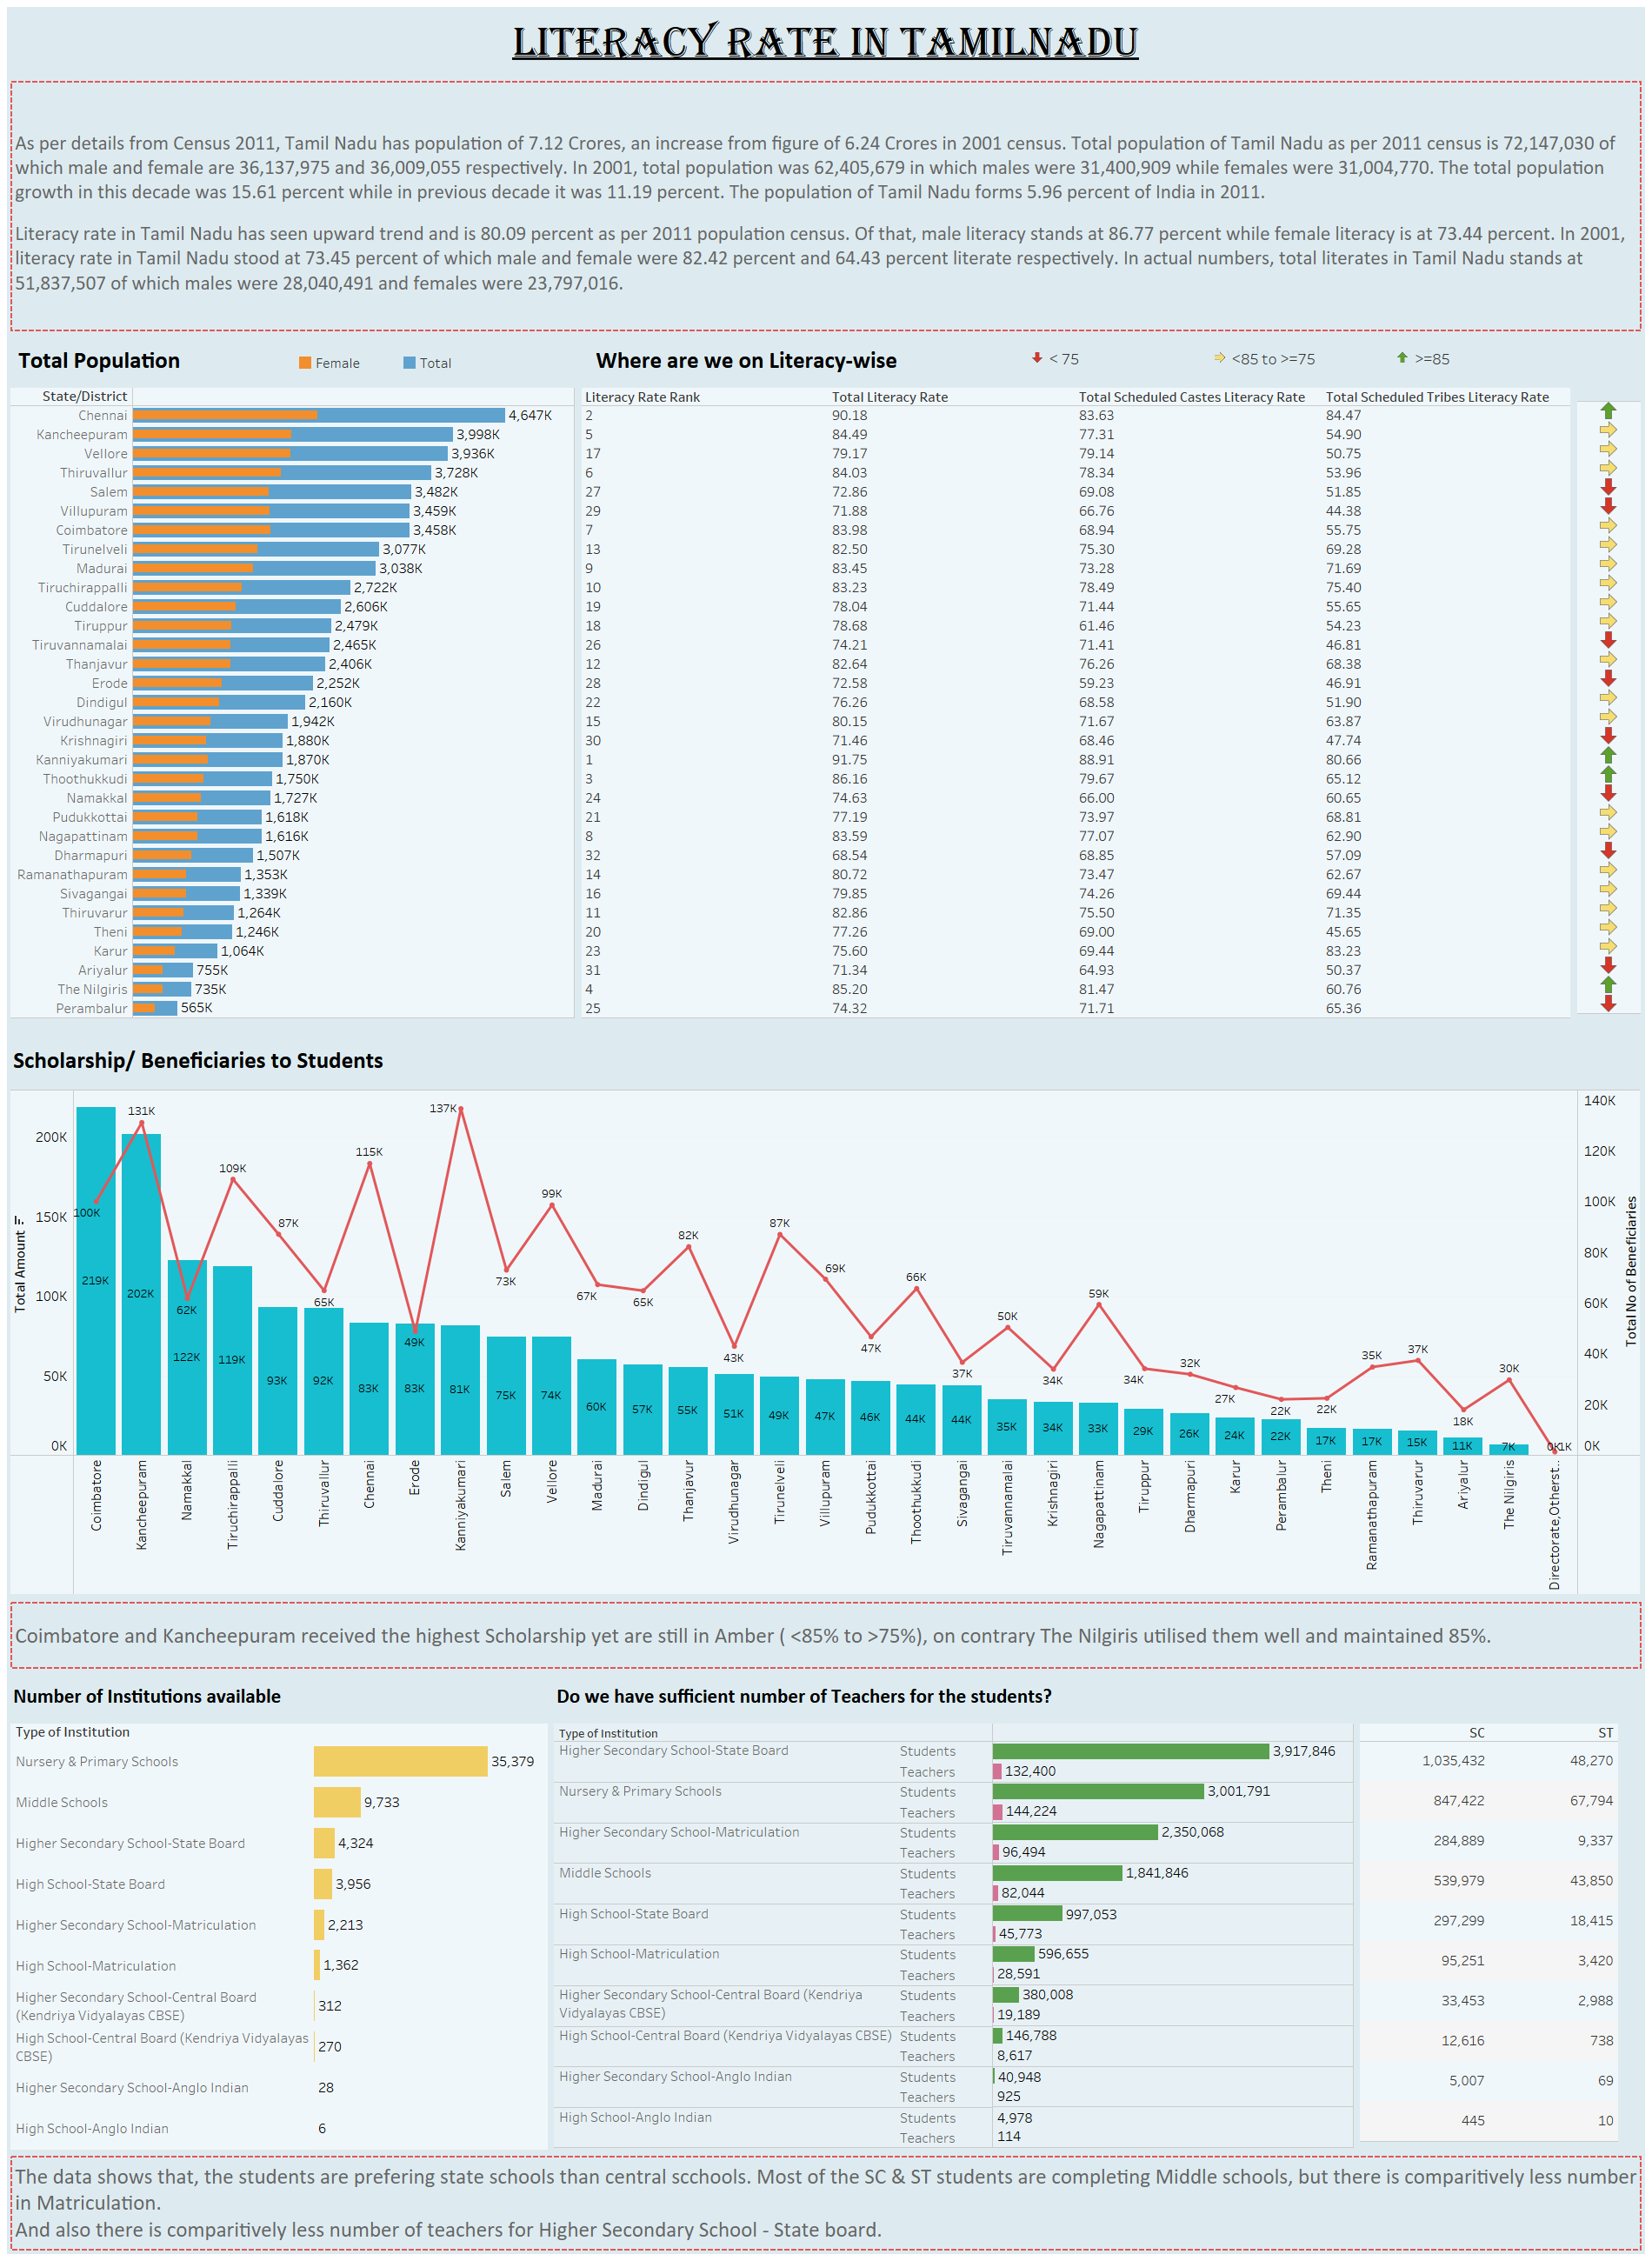 LITERACY RATE IN TAMILNADU
As per details from Census 2011, Tamil Nadu has population of 7.12 Crores, an increase from figure of 6.24 Crores in 2001 census. Total population of Tamil Nadu as per 2011 census is 72,147,030 of
which male and female are 36,137,975 and 36,009,055 respectively. In 2001, total population was 62,405,679 in which males were 31,400,909 while females were 31,004,770. The total population
growth in this decade was 15.61 percent while in previous decade it was 11.19 percent. The population of Tamil Nadu forms 5.96 percent of India in 2011.
Literacy rate in Tamil Nadu has seen upward trend and is 80.09 percent as per 2011 population census. Of that, male literacy stands at 86.77 percent while female literacy is at 73.44 percent. In 2001,
literacy rate in Tamil Nadu stood at 73.45 percent of which male and female were 82.42 percent and 64.43 percent literate respectively. In actual numbers, total literates in Tamil Nadu stands at
51,837,507 of which males were 28,040,491 and females were 23,797,016.
Total Population Female Total Where are we on Literacy-wise < 75 <85 to >=75 >=85
State/District Literacy Rate Rank Total Literacy Rate Total Scheduled Castes Literacy Rate Total Scheduled Tribes Literacy Rate
Chennai 4,647K 2 90.18 83.63 84.47
Kancheepuram 3,998K 5 84.49 77.31 54.90
Vellore 3,936K 17 79.17 79.14 50.75
Thiruvallur 3,728K 6 84.03 78.34 53.96
Salem 3,482K 27 72.86 69.08 51.85
Villupuram 3,459K 29 71.88 66.76 44.38
Coimbatore 3,458K 7 83.98 68.94 55.75
Tirunelveli 3,077K 13 82.50 75.30 69.28
Madurai 3,038K 9 83.45 73.28 71.69
Tiruchirappalli 2,722K 10 83.23 78.49 75.40
Cuddalore 2,606K 19 78.04 71.44 55.65
Tiruppur 2,479K 18 78.68 61.46 54.23
Tiruvannamalai 2,465K 26 74.21 71.41 46.81
Thanjavur 2,406K 12 82.64 76.26 68.38
Erode 2,252K 28 72.58 59.23 46.91
Dindigul 2,160K 22 76.26 68.58 51.90
Virudhunagar 1,942K 15 80.15 71.67 63.87
Krishnagiri 1,880K 30 71.46 68.46 47.74
Kanniyakumari 1,870K 1 91.75 88.91 80.66
Thoothukkudi 1,750K 3 86.16 79.67 65.12
Namakkal 1,727K 24 74.63 66.00 60.65
Pudukkottai 1,618K 21 77.19 73.97 68.81
Nagapattinam 1,616K 8 83.59 77.07 62.90
Dharmapuri 1,507K 32 68.54 68.85 57.09
Ramanathapuram 1,353K 14 80.72 73.47 62.67
Sivagangai 1,339K 16 79.85 74.26 69.44
Thiruvarur 1,264K 11 82.86 75.50 71.35
Theni 1,246K 20 77.26 69.00 45.65
Karur 1,064K 23 75.60 69.44 83.23
Ariyalur 755K 31 71.34 64.93 50.37
The Nilgiris 735K 4 85.20 81.47 60.76
Perambalur 565K 25 74.32 71.71 65.36
Scholarship/ Beneficiaries to Students
Total Amount
200K
150K
100K
50K
0K
100K 131K 62K 109K 87K 65K 115K 49K 137K 73K 99K 67K 65K 82K 43K 87K 69K 47K 66K 37K 50K 34K 59K 34K 32K 27K 22K 22K 35K 37K 18K 30K 1K
219K 202K 122K 119K 93K 92K 83K 83K 81K 75K 74K 60K 57K 55K 51K 49K 47K 46K 44K 44K 35K 34K 33K 29K 26K 24K 22K 17K 17K 15K 11K 7K 0K
140K
120K
100K
80K
60K
40K
20K
0K
Total No of Beneficiaries
Coimbatore
Kancheepuram
Namakkal
Tiruchirappalli
Cuddalore
Thiruvallur
Chennai
Erode
Kanniyakumari
Salem
Vellore
Madurai
Dindigul
Thanjavur
Virudhunagar
Tirunelveli
Villupuram
Pudukkottai
Thoothukkudi
Sivagangai
Tiruvannamalai
Krishnagiri
Nagapattinam
Tiruppur
Dharmapuri
Karur
Perambalur
Theni
Ramanathapuram
Thiruvarur
Ariyalur
The Nilgiris
Directorate,Otherst..
Coimbatore and Kancheepuram received the highest Scholarship yet are still in Amber ( <85% to >75%), on contrary The Nilgiris utilised them well and maintained 85%.
Number of Institutions available
Type of Institution
Nursery & Primary Schools 35,379
Middle Schools 9,733
Higher Secondary School-State Board 4,324
High School-State Board 3,956
Higher Secondary School-Matriculation 2,213
High School-Matriculation 1,362
Higher Secondary School-Central Board
(Kendriya Vidyalayas CBSE) 312
High School-Central Board (Kendriya Vidyalayas
CBSE) 270
Higher Secondary School-Anglo Indian 28
High School-Anglo Indian 6
Do we have sufficient number of Teachers for the students?
Type of Institution SC ST
Higher Secondary School-State Board Students 3,917,846 1,035,432 48,270
Teachers 132,400
Nursery & Primary Schools Students 3,001,791 847,422 67,794
Teachers 144,224
Higher Secondary School-Matriculation Students 2,350,068 284,889 9,337
Teachers 96,494
Middle Schools Students 1,841,846 539,979 43,850
Teachers 82,044
High School-State Board Students 997,053 297,299 18,415
Teachers 45,773
High School-Matriculation Students 596,655 95,251 3,420
Teachers 28,591
Higher Secondary School-Central Board (Kendriya Students 380,008 33,453 2,988
Vidyalayas CBSE) Teachers 19,189
High School-Central Board (Kendriya Vidyalayas CBSE) Students 146,788 12,616 738
Teachers 8,617
Higher Secondary School-Anglo Indian Students 40,948 5,007 69
Teachers 925
High School-Anglo Indian Students 4,978 445 10
Teachers 114
The data shows that, the students are prefering state schools than central scchools. Most of the SC & ST students are completing Middle schools, but there is comparitively less number
in Matriculation.
And also there is comparitively less number of teachers for Higher Secondary School - State board.